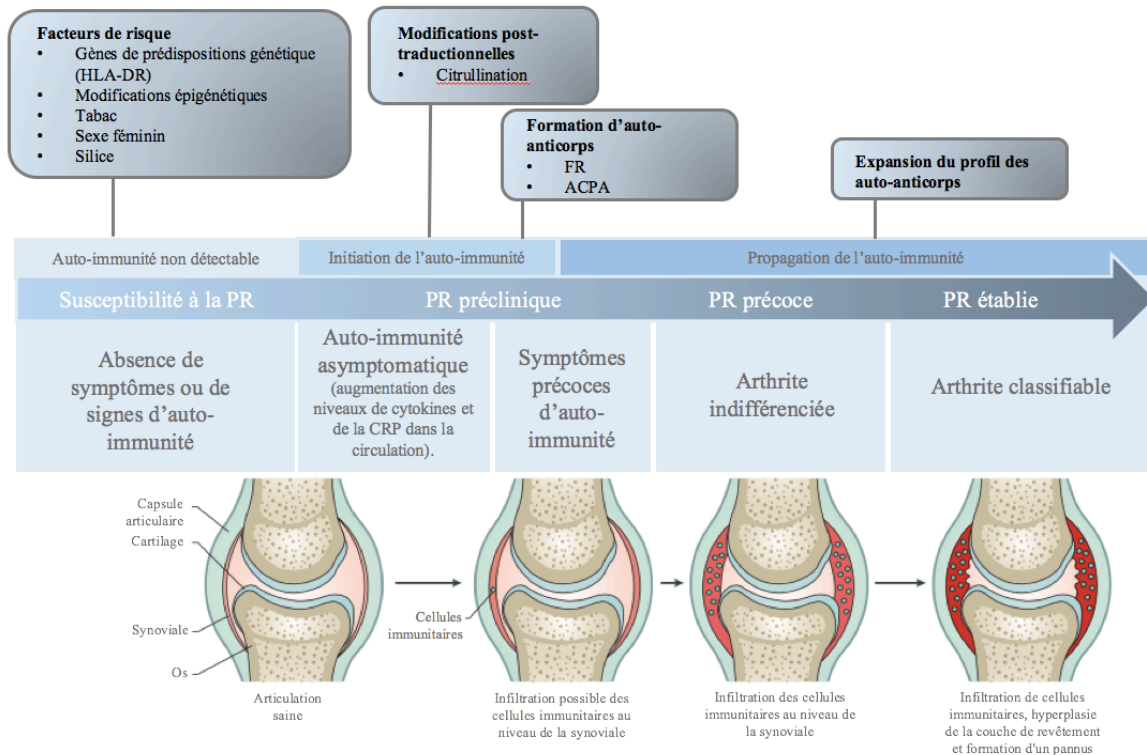 Facteurs de risque
• Gènes de prédispositions génétique
(HLA-DR)
• Modifications épigénétiques
• Tabac
• Sexe féminin
• Silice
Modifications post-
traductionnelles
• Citrullination
Formation d'auto-
anticorps
• FR
• ACPA
Expansion du profil des
auto-anticorps
Auto-immunité non détectable
Initiation de l'auto-immunité
Propagation de l'auto-immunité
Susceptibilité à la PR
PR préclinique
PR précoce
PR établie
Absence de
symptômes ou de
signes d'auto-
immunité
Auto-immunité
asymptomatique
(augmentation des
niveaux de cytokines et
de la CRP dans la
circulation).
Symptômes
précoces
d'auto-
immunité
Arthrite
indifférenciée
Arthrite classifiable
Capsule
articulaire
Cartilage
Synoviale
Os
Cellules
immunitaires
Articulation
saine
Infiltration possible des
cellules immunitaires au
niveau de la synoviale
Infiltration des cellules
immunitaires au niveau de
la synoviale
Infiltration de cellules
immunitaires, hyperplasie
de la couche de revêtement
et formation d'un pannus